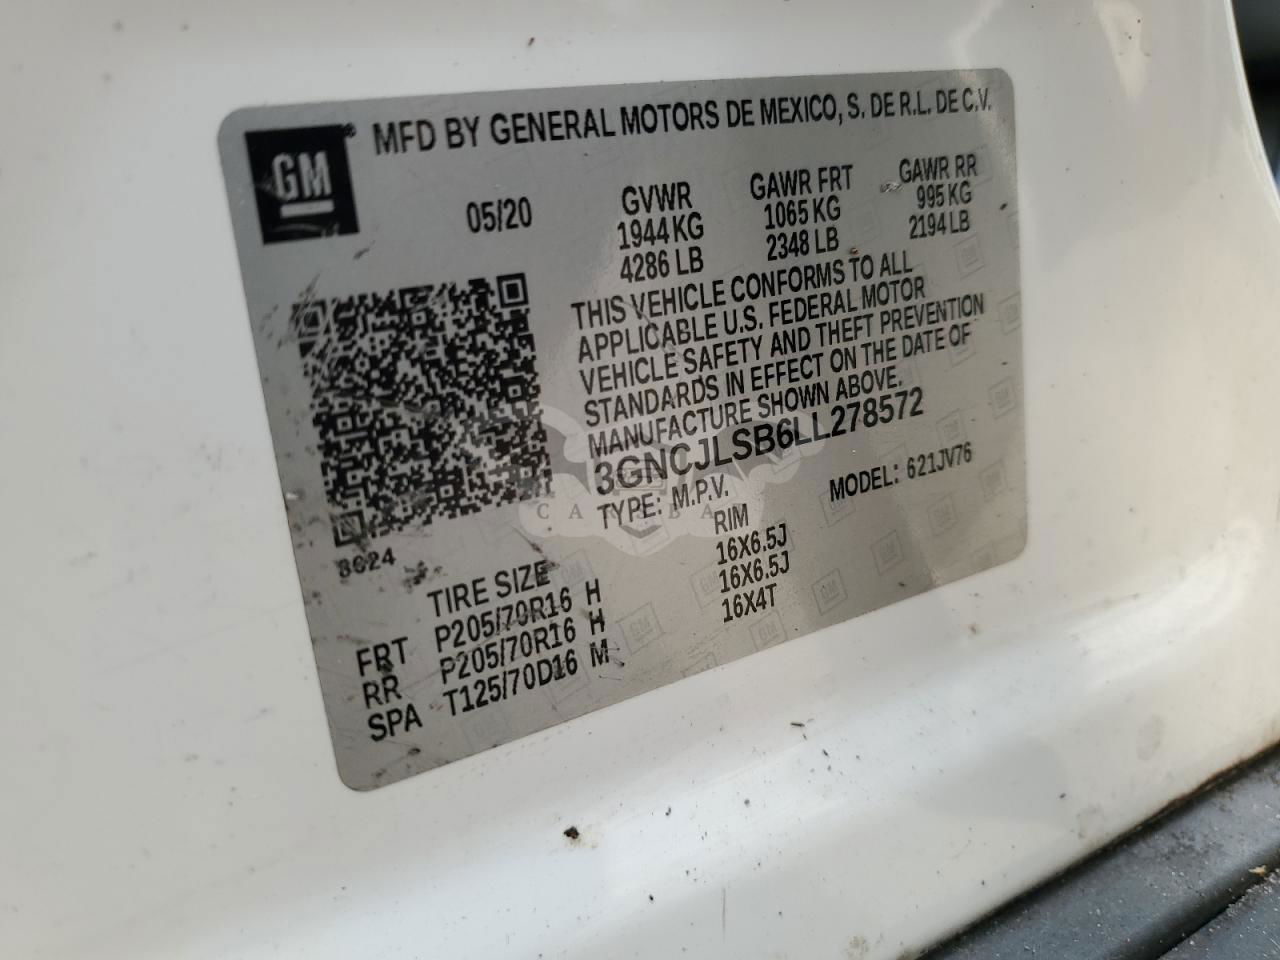 GM
MFD BY GENERAL MOTORS DE MEXICO, S. DE R.L. DE C.V.
05/20
GVWR GAWR FRT GAWR RR
1944 KG 1065 KG 995 KG
4286 LB 2348 LB 2194 LB
THIS VEHICLE CONFORMS TO ALL
APPLICABLE U.S. FEDERAL MOTOR
VEHICLE SAFETY AND THEFT PREVENTION
STANDARDS IN EFFECT ON THE DATE OF
MANUFACTURE SHOWN ABOVE.
3GNCJLSB6LL278572
TYPE: M.P.V. MODEL: 621JV76
TIRE SIZE RIM
FRT P205/70R16 H 16X6.5J
RR P205/70R16 H 16X6.5J
SPA T125/70D16 M 16X4T